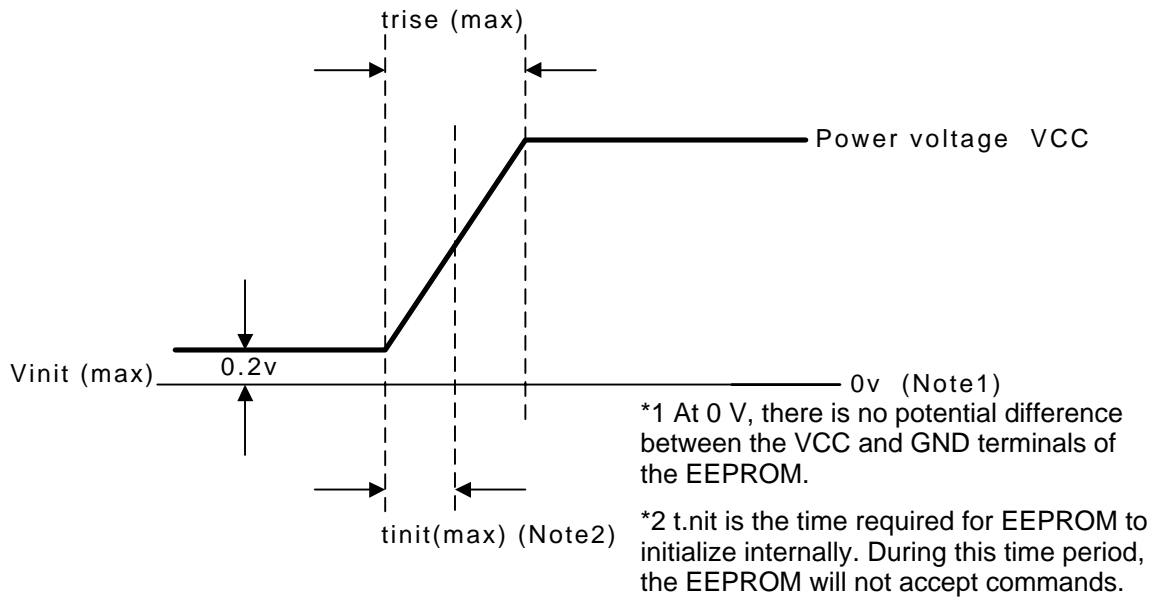 trise (max)
Power voltage VCC
0.2v
Vinit (max)
0v (Note1)
*1 At 0 V, there is no potential difference
between the VCC and GND terminals of
the EEPROM.
tinit(max) (Note2)
*2 t.nit is the time required for EEPROM to
initialize internally. During this time period,
the EEPROM will not accept commands.